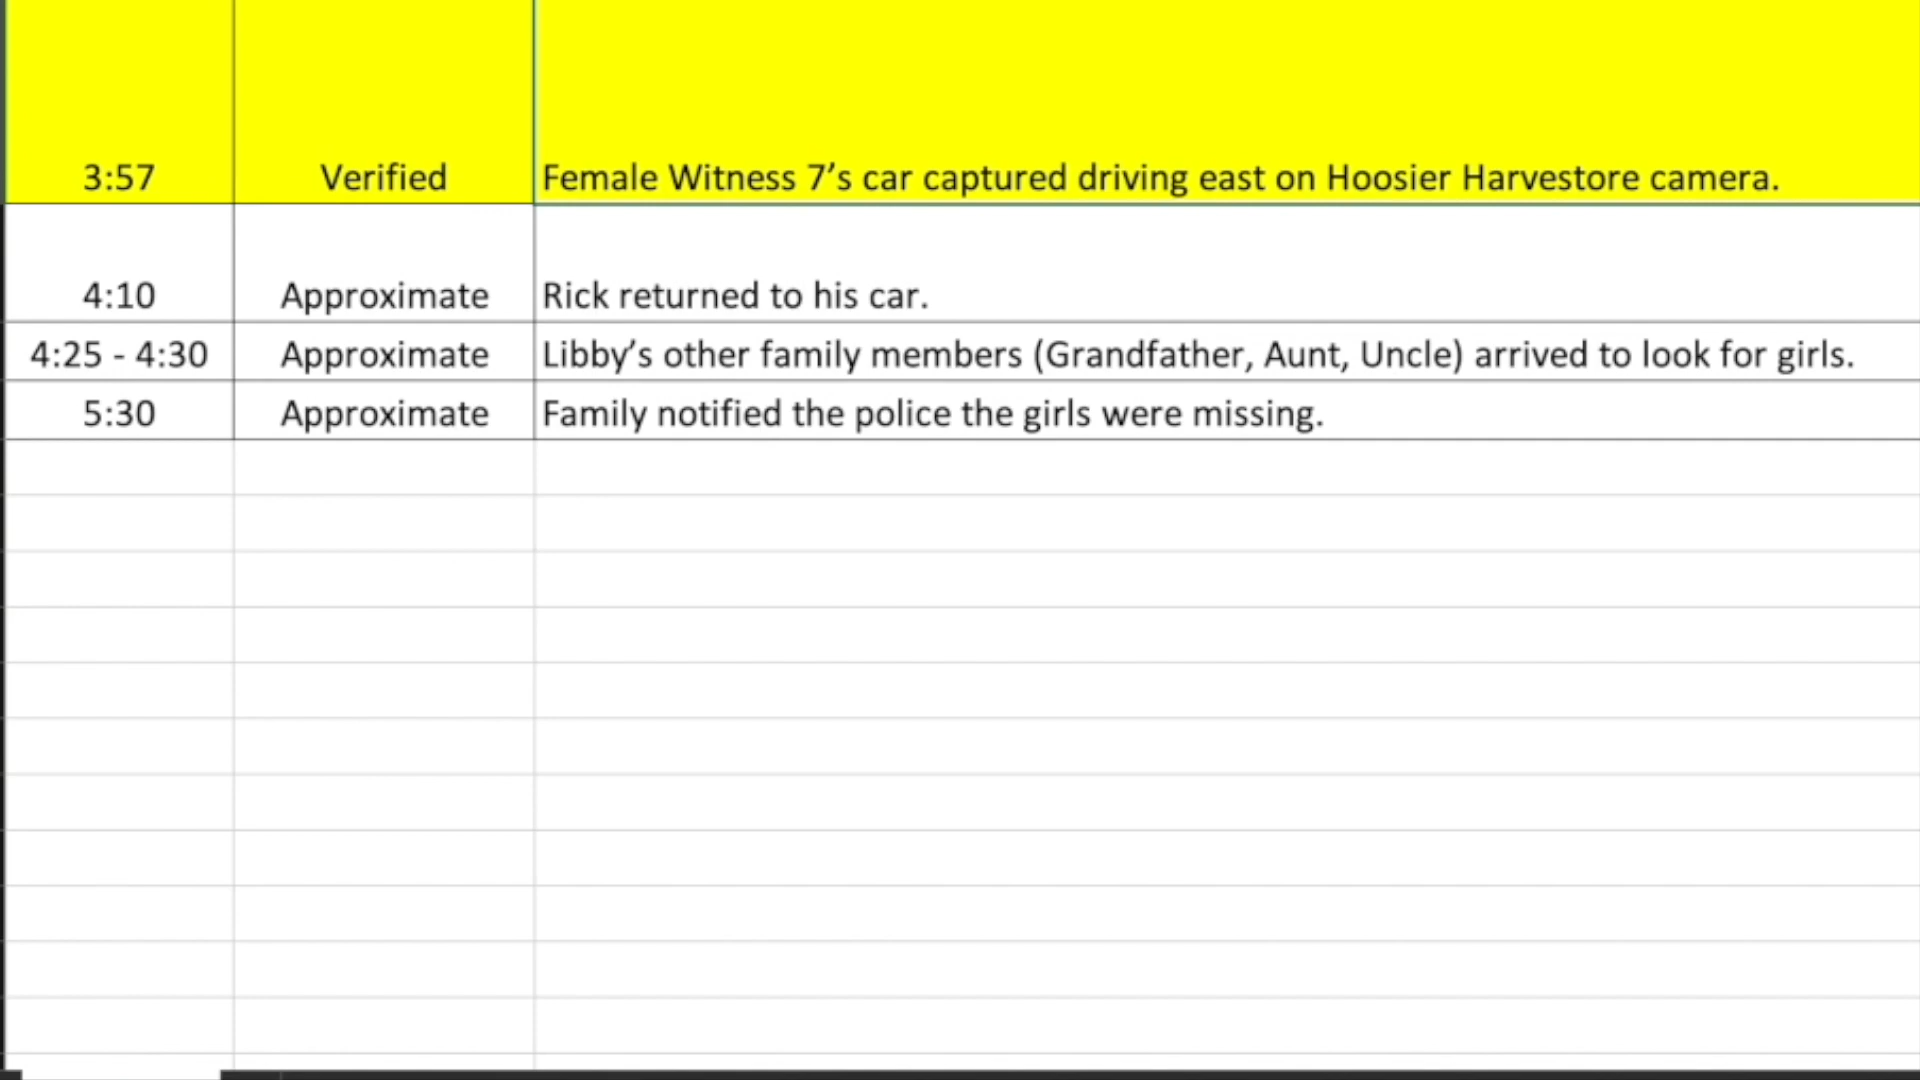 3:57 Verified Female Witness 7’s car captured driving east on Hoosier Harvestore camera.
4:10 Approximate Rick returned to his car.
4:25 - 4:30 Approximate Libby’s other family members (Grandfather, Aunt, Uncle) arrived to look for girls.
5:30 Approximate Family notified the police the girls were missing.